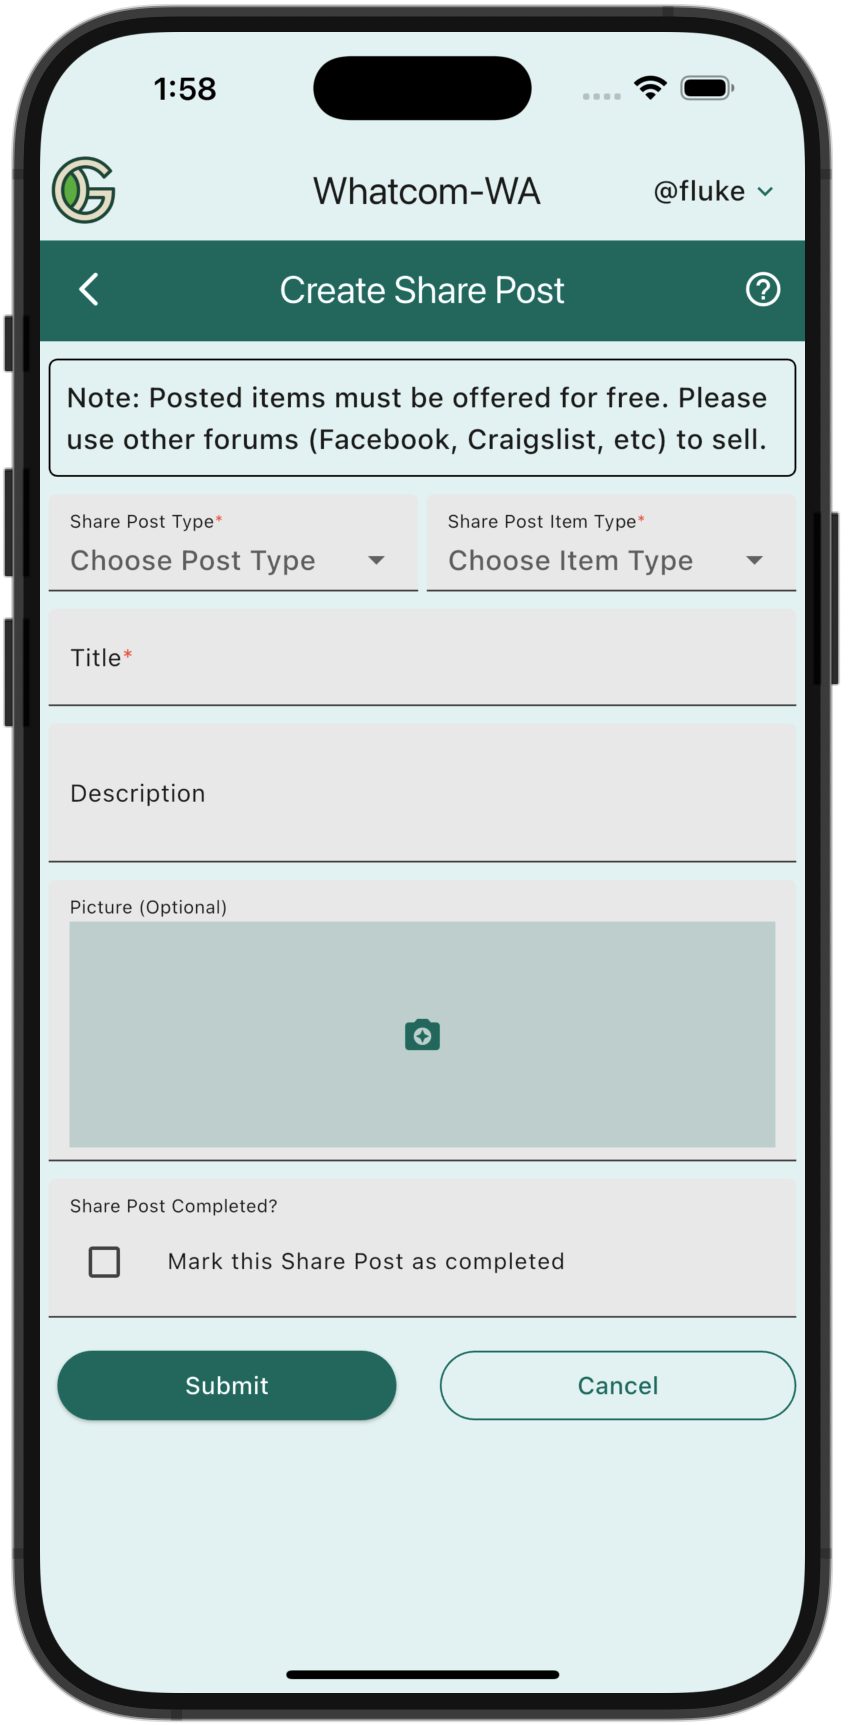 1:58
Whatcom-WA
@fluke
Create Share Post
Note: Posted items must be offered for free. Please
use other forums (Facebook, Craigslist, etc) to sell.
Share Post Type*
Choose Post Type
Share Post Item Type*
Choose Item Type
Title*
Description
Picture (Optional)
Share Post Completed?
Mark this Share Post as completed
Submit
Cancel